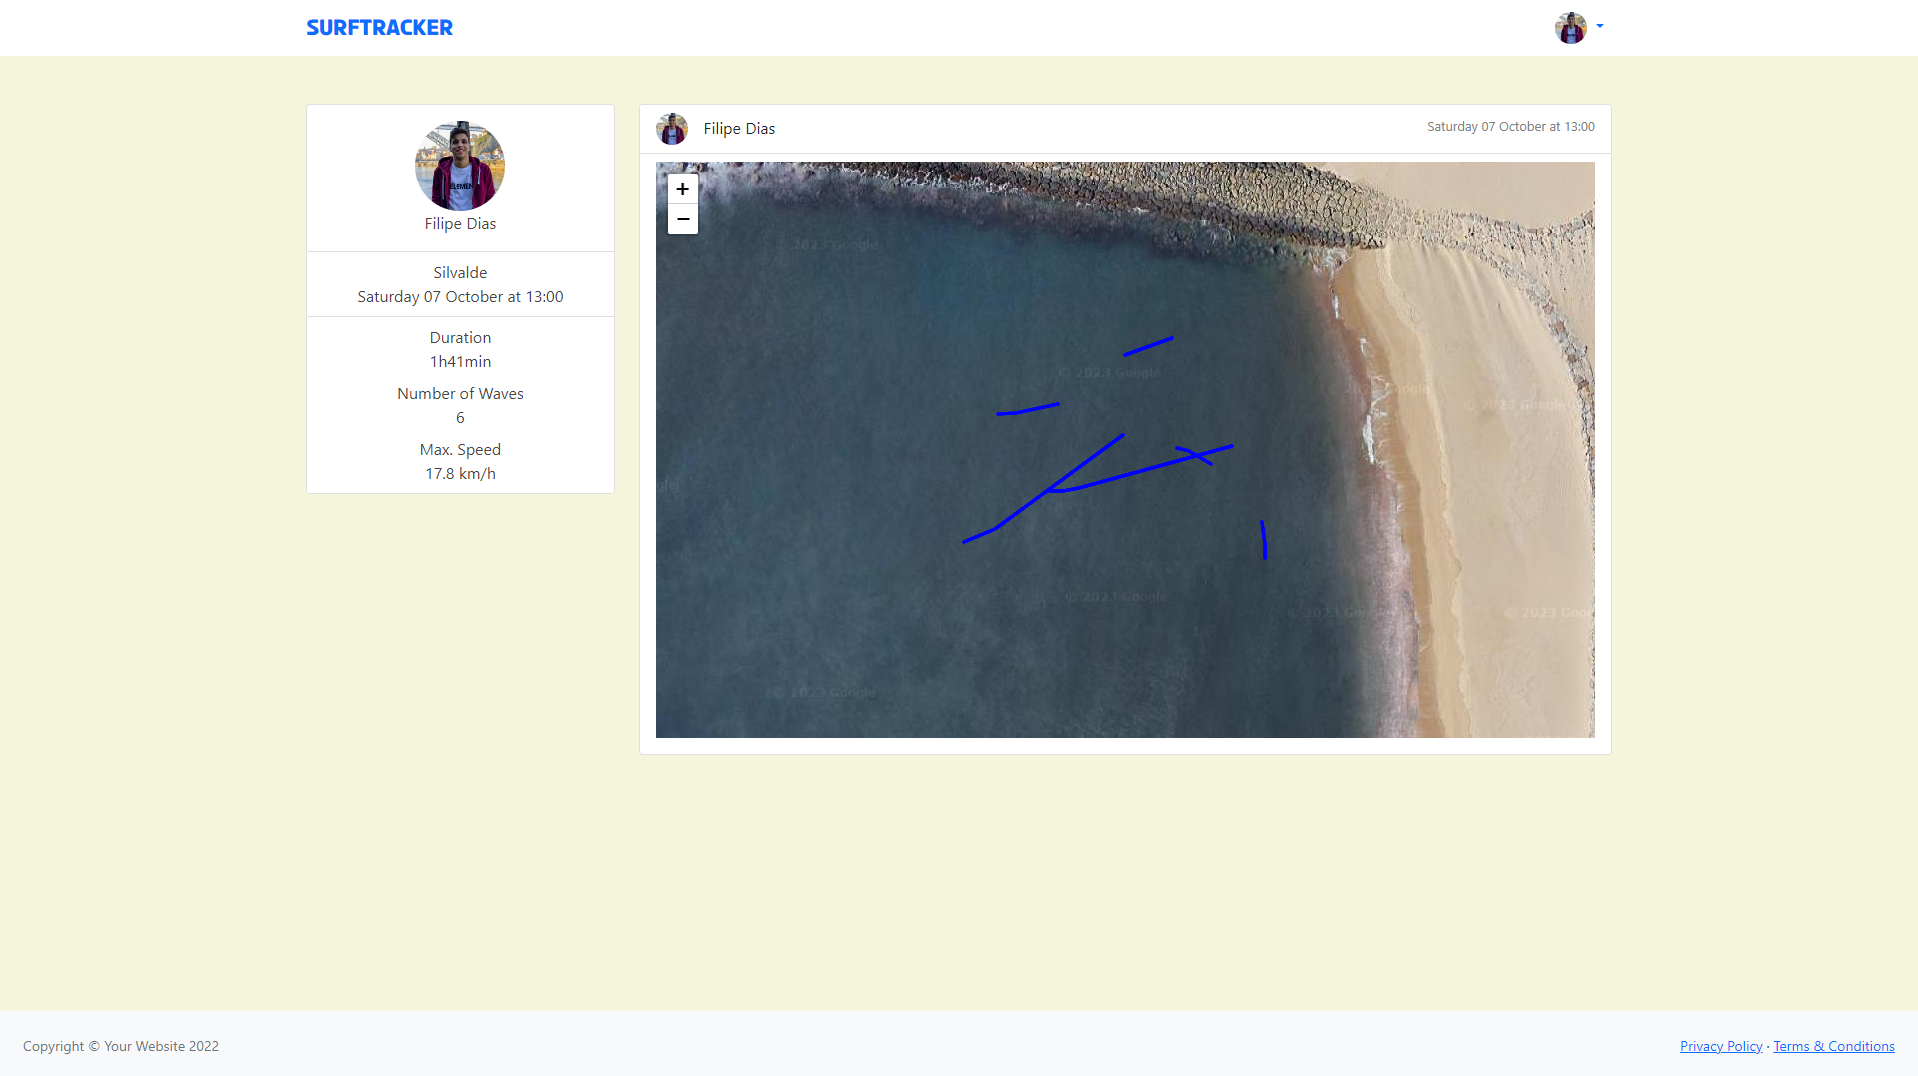 SURFTRACKER
ELEMEN
Filipe Dias
Silvalde
Saturday 07 October at 13:00
Duration
1h41min
Number of Waves
6
Max. Speed
17.8 km/h
Filipe Dias
Saturday 07 October at 13:00
+
−
© 2023 Google
© 2023 Google
© 2023 Google
© 2023 Google
© 2023 Google
© 2023 Google
© 2023 Goo
© 2023 Google
Copyright © Your Website 2022
Privacy Policy · Terms & Conditions